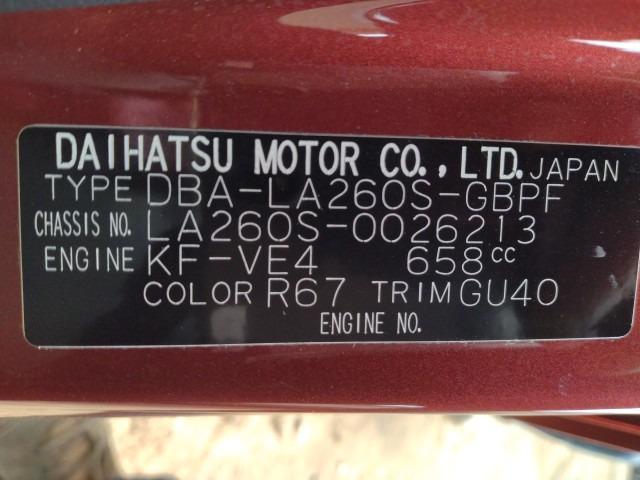 DAIHATSU MOTOR CO., LTD. JAPAN
TYPE DBA-LA260S-GBPF
CHASSIS NO. LA260S-0026213
ENGINE KF-VE4 658cc
COLOR R67 TRIM GU40
ENGINE NO.